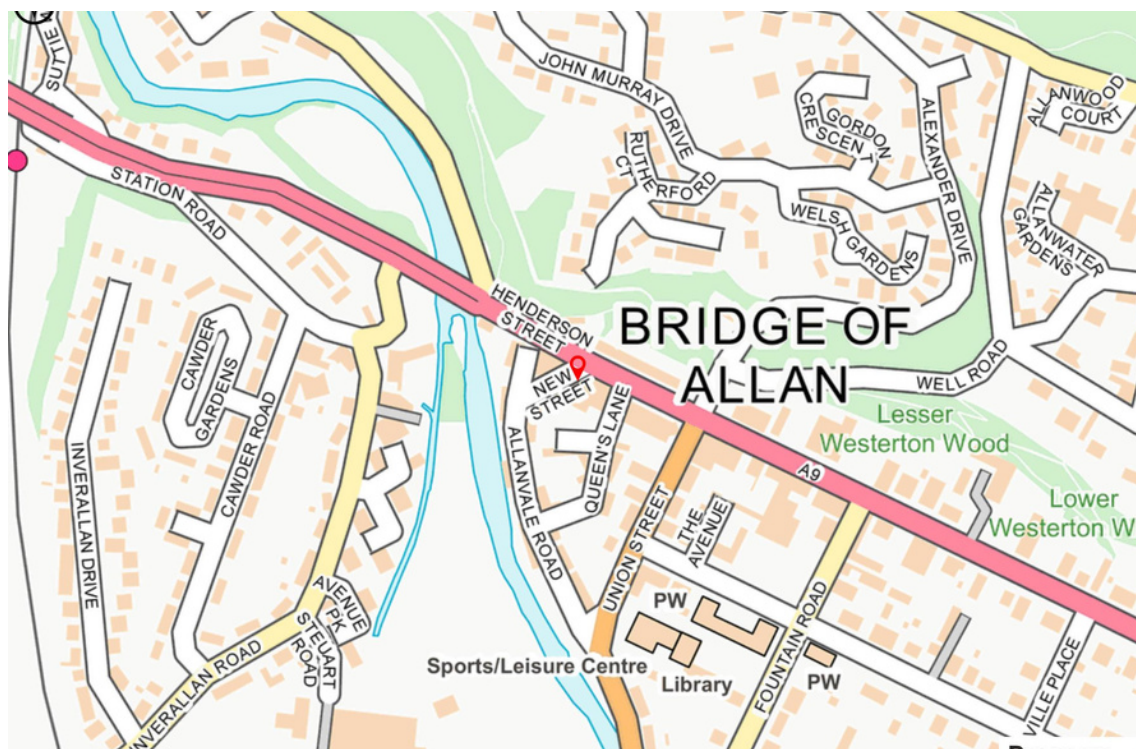 SUTTIE
JOHN MURRAY DRIVE
GORDON
CRESCENT
ALEXANDER DRIVE
ALLANWOOD
COURT
RUTHERFORD
CT
STATION ROAD
WELSH GARDENS
ALLANWATER
GARDENS
HENDERSON
STREET
BRIDGE OF
ALLAN
CAWDER
GARDENS
NEW
STREET
WELL ROAD
Lesser
Westerton Wood
INVERALLAN DRIVE
CAWDER ROAD
ALLANVALE ROAD
QUEEN'S LANE
A9
Lower
Westerton W
UNION STREET
THE
AVENUE
AVENUE
PK
STEUART
ROAD
PW
FOUNTAIN ROAD
INVERALLAN ROAD
Sports/Leisure Centre
Library
PW
VILLE PLACE